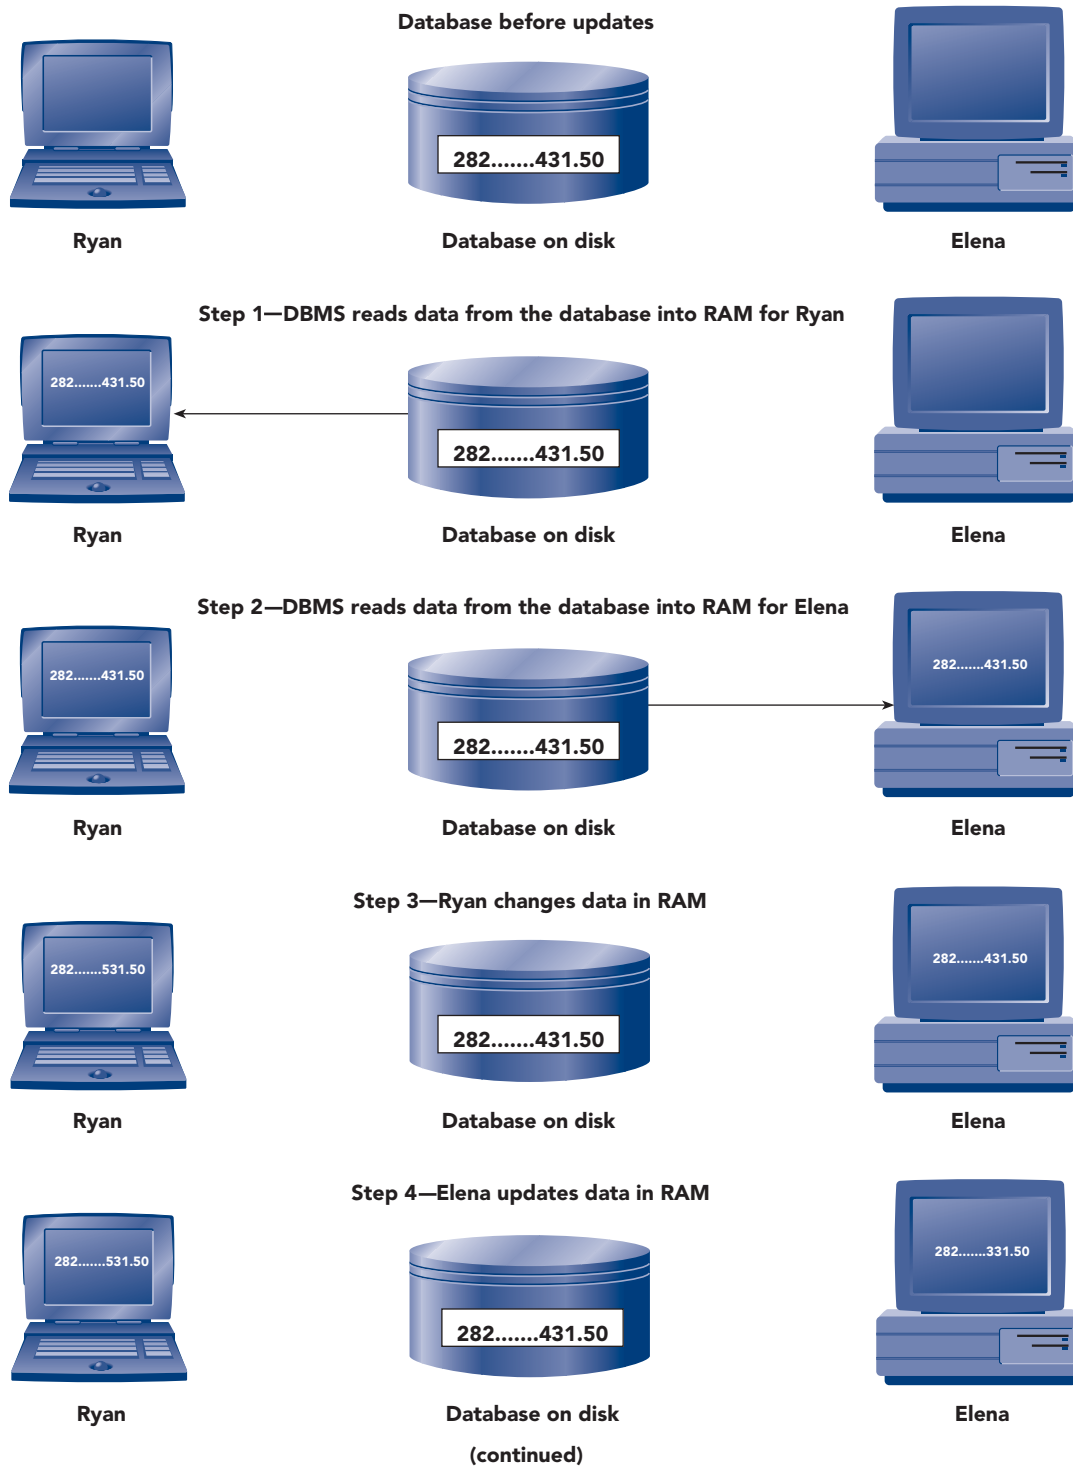 Database before updates
282.......431.50
Ryan
Database on disk
Elena
Step 1—DBMS reads data from the database into RAM for Ryan
282.......431.50
282.......431.50
Ryan
Database on disk
Elena
Step 2—DBMS reads data from the database into RAM for Elena
282.......431.50
282.......431.50
282.......431.50
Ryan
Database on disk
Elena
Step 3—Ryan changes data in RAM
282.......531.50
282.......431.50
282.......431.50
Ryan
Database on disk
Elena
Step 4—Elena updates data in RAM
282.......531.50
282.......431.50
282.......331.50
Ryan
Database on disk
Elena
(continued)